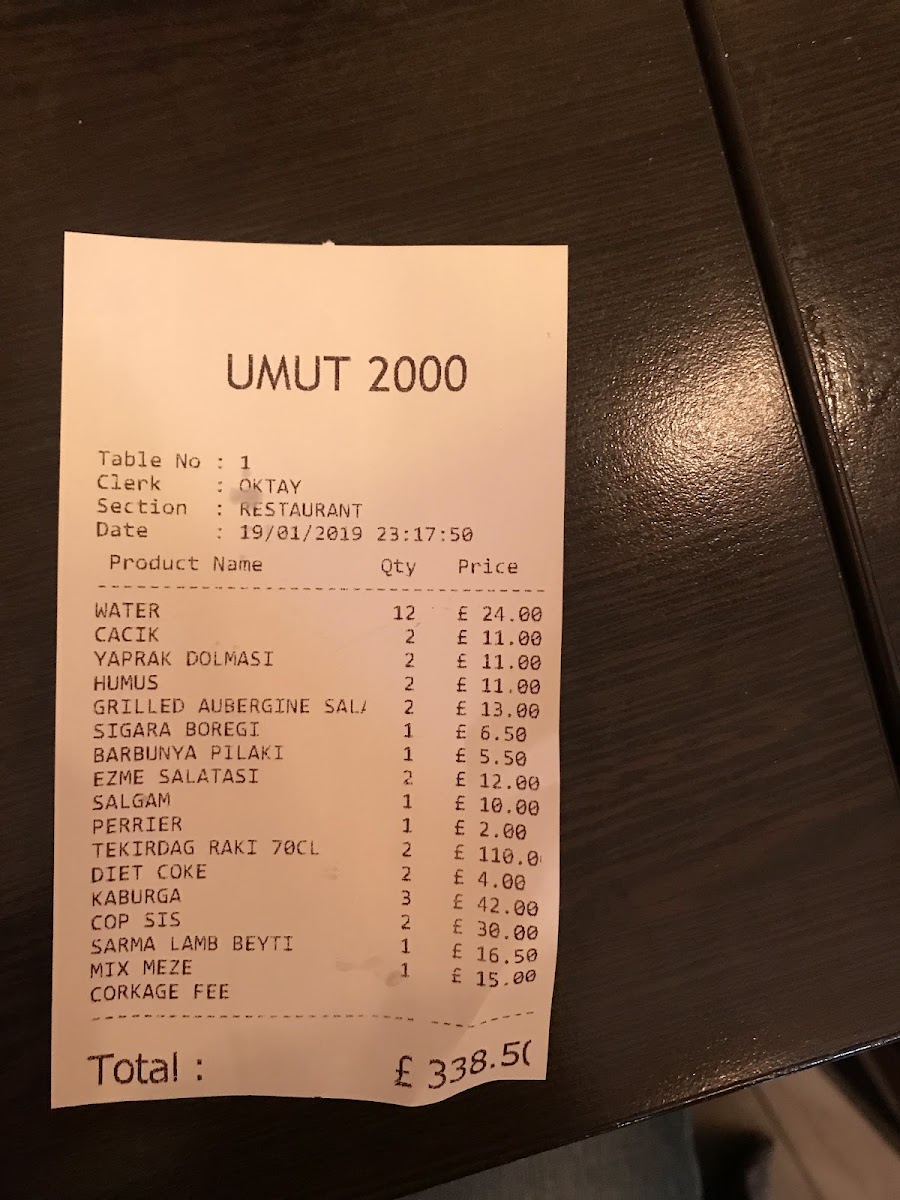 UMUT 2000
Table No : 1
Clerk : OKTAY
Section : RESTAURANT
Date : 19/01/2019 23:17:50
Product Name Qty Price
WATER 12 £ 24.00
CACIK 2 £ 11.00
YAPRAK DOLMASI 2 £ 11.00
HUMUS 2 £ 11.00
GRILLED AUBERGINE SAL 2 £ 13.00
SIGARA BOREGI 1 £ 6.50
BARBUNYA PILAKI 1 £ 5.50
EZME SALATASI 2 £ 12.00
SALGAM 1 £ 10.00
PERRIER 1 £ 2.00
TEKIRDAG RAKI 70CL 2 £ 110.0
DIET COKE 2 £ 4.00
KABURGA 3 £ 42.00
COP SIS 2 £ 30.00
SARMA LAMB BEYTI 1 £ 16.50
MIX MEZE 1 £ 15.00
CORKAGE FEE
Total : £ 338.50